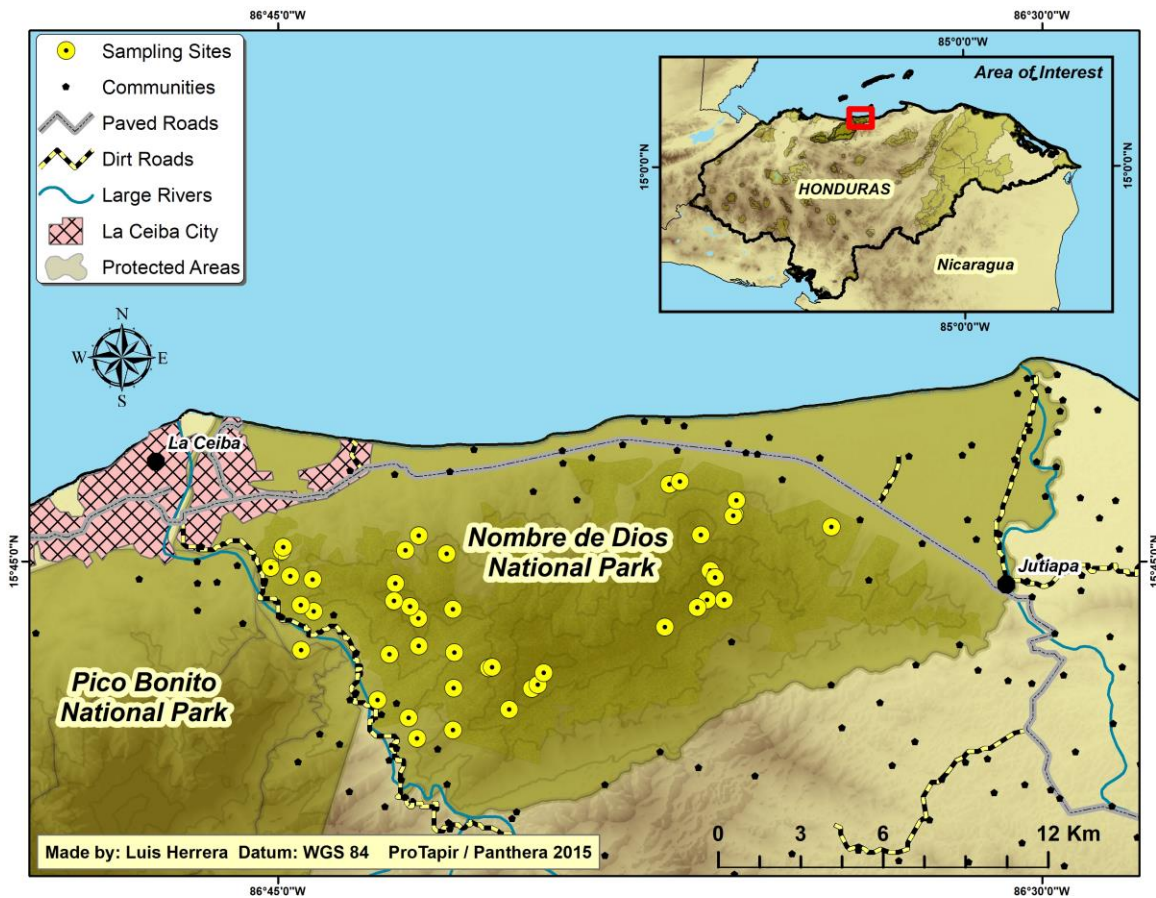 86°45'0"W
86°30'0"W
Sampling Sites
Communities
Paved Roads
Dirt Roads
Large Rivers
La Ceiba City
Protected Areas
85°0'0"W
Area of Interest
15°0'0"N
15°0'0"N
HONDURAS
Nicaragua
85°0'0"W
N
W
E
S
La Ceiba
Nombre de Dios
National Park
15°45'0"N
15°45'0"N
Jutiapa
Pico Bonito
National Park
0 3 6 12 Km
Made by: Luis Herrera Datum: WGS 84 ProTapir / Panthera 2015
86°45'0"W
86°30'0"W